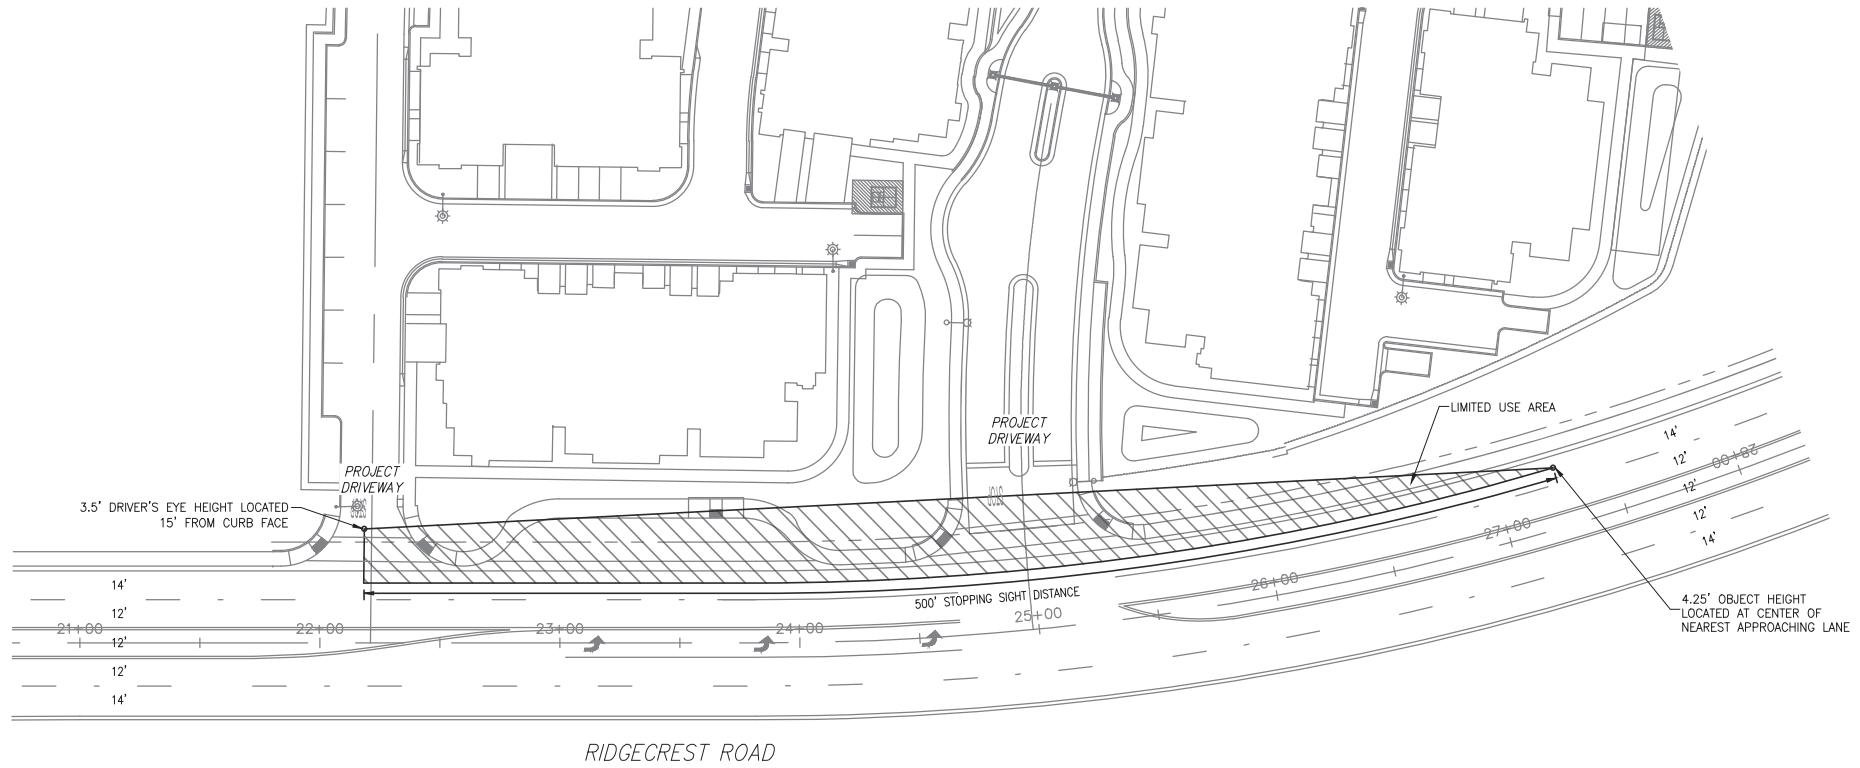 LIMITED USE AREA
PROJECT
DRIVEWAY
PROJECT
DRIVEWAY
3.5' DRIVER'S EYE HEIGHT LOCATED
15' FROM CURB FACE
STOP
14'
12'
12'
12'
14'
28+00
27+00
26+00
25+00
500' STOPPING SIGHT DISTANCE
4.25' OBJECT HEIGHT
LOCATED AT CENTER OF
NEAREST APPROACHING LANE
14'
12'
12'
12'
14'
21+00
22+00
23+00
24+00
RIDGECREST ROAD